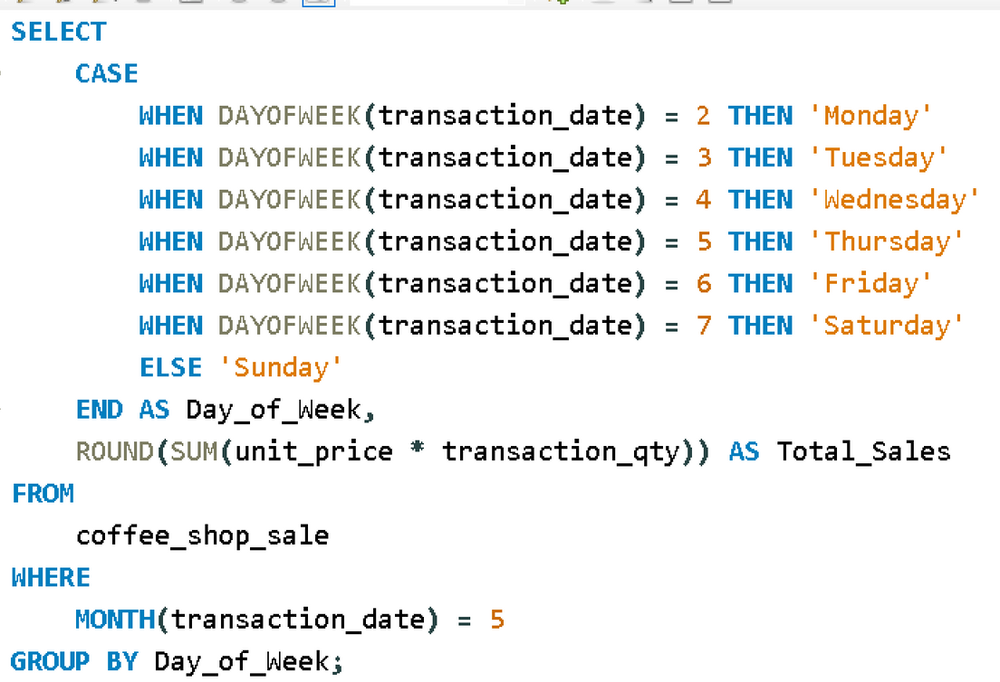 SELECT
CASE
WHEN DAYOFWEEK(transaction_date) = 2 THEN 'Monday'
WHEN DAYOFWEEK(transaction_date) = 3 THEN 'Tuesday'
WHEN DAYOFWEEK(transaction_date) = 4 THEN 'Wednesday'
WHEN DAYOFWEEK(transaction_date) = 5 THEN 'Thursday'
WHEN DAYOFWEEK(transaction_date) = 6 THEN 'Friday'
WHEN DAYOFWEEK(transaction_date) = 7 THEN 'Saturday'
ELSE 'Sunday'
END AS Day_of_Week,
ROUND(SUM(unit_price * transaction_qty)) AS Total_Sales
FROM
coffee_shop_sale
WHERE
MONTH(transaction_date) = 5
GROUP BY Day_of_Week;